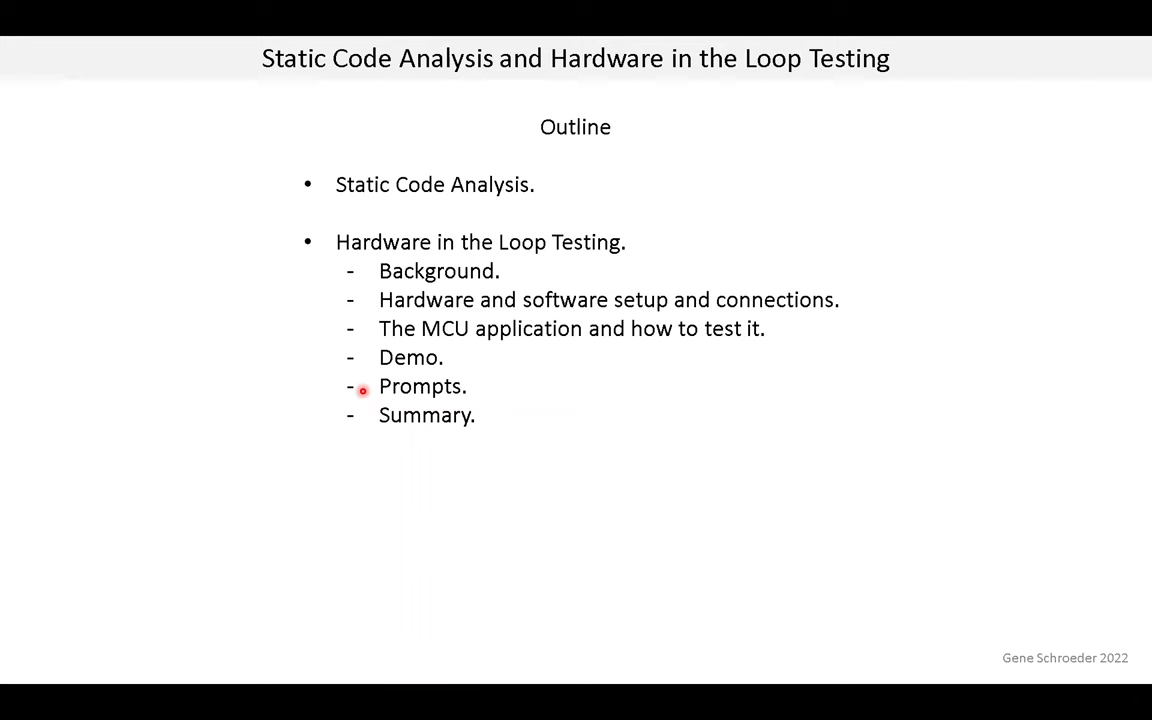 Static Code Analysis and Hardware in the Loop Testing
Outline
• Static Code Analysis.
• Hardware in the Loop Testing.
- Background.
- Hardware and software setup and connections.
- The MCU application and how to test it.
- Demo.
- Prompts.
- Summary.
Gene Schroeder 2022